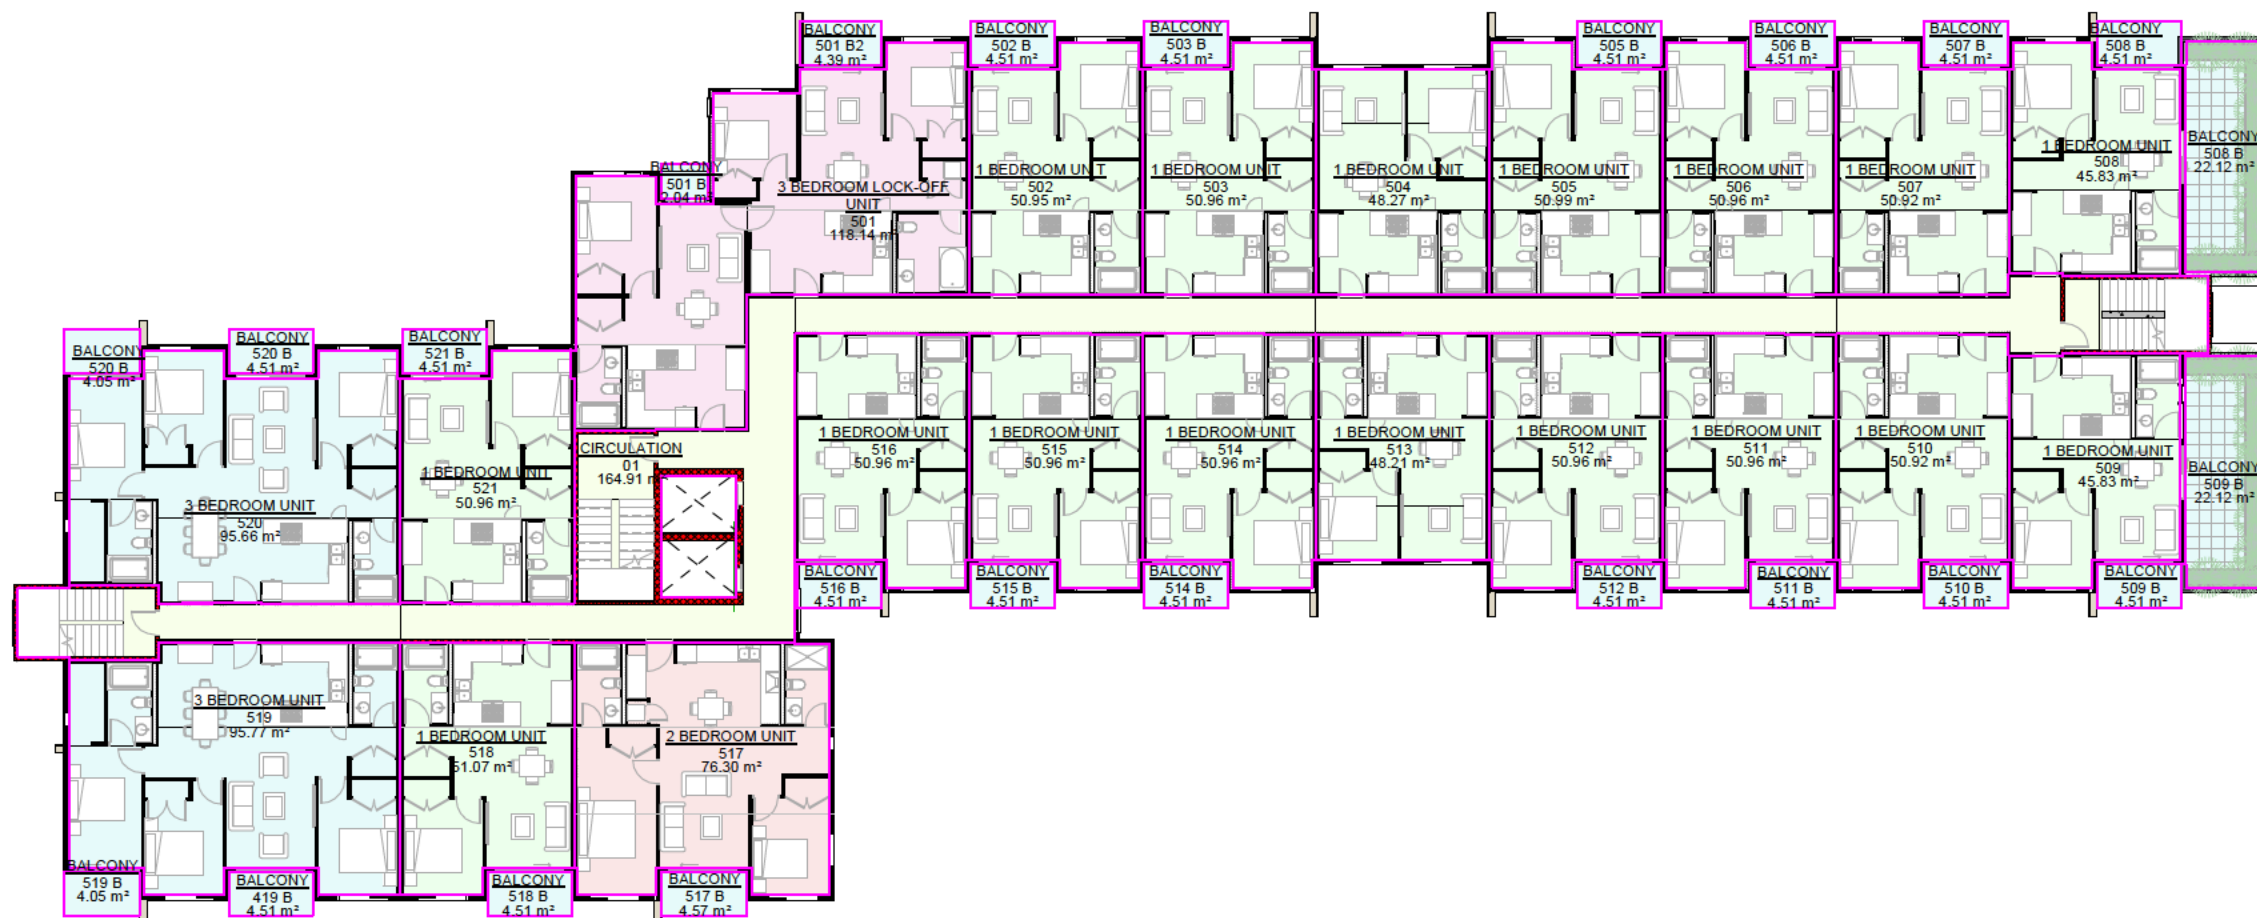 BALCONY
501 B2
4.39 m²
BALCONY
502 B
4.51 m²
BALCONY
503 B
4.51 m²
BALCONY
505 B
4.51 m²
BALCONY
506 B
4.51 m²
BALCONY
507 B
4.51 m²
BALCONY
508 B
4.51 m²
BALCONY
501 B
2.04 m²
3 BEDROOM LOCK-OFF
UNIT
501
118.14 m²
1 BEDROOM UNIT
502
50.95 m²
1 BEDROOM UNIT
503
50.96 m²
1 BEDROOM UNIT
504
48.27 m²
1 BEDROOM UNIT
505
50.99 m²
1 BEDROOM UNIT
506
50.96 m²
1 BEDROOM UNIT
507
50.92 m²
1 BEDROOM UNIT
508
45.83 m²
BALCONY
508 B
22.12 m²
BALCONY
520 B
4.05 m²
BALCONY
520 B
4.51 m²
BALCONY
521 B
4.51 m²
3 BEDROOM UNIT
520
95.66 m²
1 BEDROOM UNIT
521
50.96 m²
CIRCULATION
01
164.91 m²
1 BEDROOM UNIT
516
50.96 m²
1 BEDROOM UNIT
515
50.96 m²
1 BEDROOM UNIT
514
50.96 m²
1 BEDROOM UNIT
513
48.21 m²
1 BEDROOM UNIT
512
50.96 m²
1 BEDROOM UNIT
511
50.96 m²
1 BEDROOM UNIT
510
50.92 m²
1 BEDROOM UNIT
509
45.83 m²
BALCONY
509 B
22.12 m²
BALCONY
516 B
4.51 m²
BALCONY
515 B
4.51 m²
BALCONY
514 B
4.51 m²
BALCONY
512 B
4.51 m²
BALCONY
511 B
4.51 m²
BALCONY
510 B
4.51 m²
BALCONY
509 B
4.51 m²
3 BEDROOM UNIT
519
95.77 m²
1 BEDROOM UNIT
518
51.07 m²
2 BEDROOM UNIT
517
76.30 m²
BALCONY
519 B
4.05 m²
BALCONY
419 B
4.51 m²
BALCONY
518 B
4.51 m²
BALCONY
517 B
4.57 m²